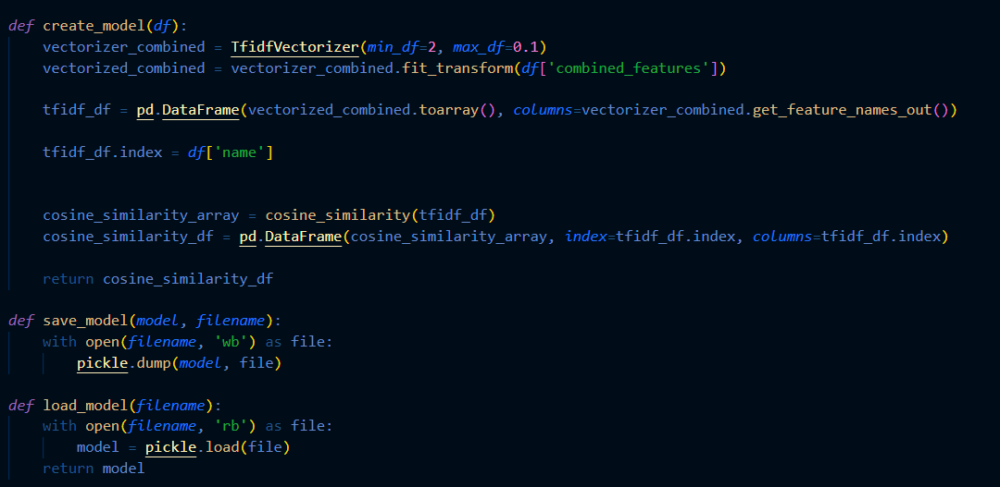 def create_model(df):
    vectorizer_combined = TfidfVectorizer(min_df=2, max_df=0.1)
    vectorized_combined = vectorizer_combined.fit_transform(df['combined_features'])
    tfidf_df = pd.DataFrame(vectorized_combined.toarray(), columns=vectorizer_combined.get_feature_names_out())
    tfidf_df.index = df['name']
    cosine_similarity_array = cosine_similarity(tfidf_df)
    cosine_similarity_df = pd.DataFrame(cosine_similarity_array, index=tfidf_df.index, columns=tfidf_df.index)
    return cosine_similarity_df
def save_model(model, filename):
    with open(filename, 'wb') as file:
        pickle.dump(model, file)
def load_model(filename):
    with open(filename, 'rb') as file:
        model = pickle.load(file)
    return model